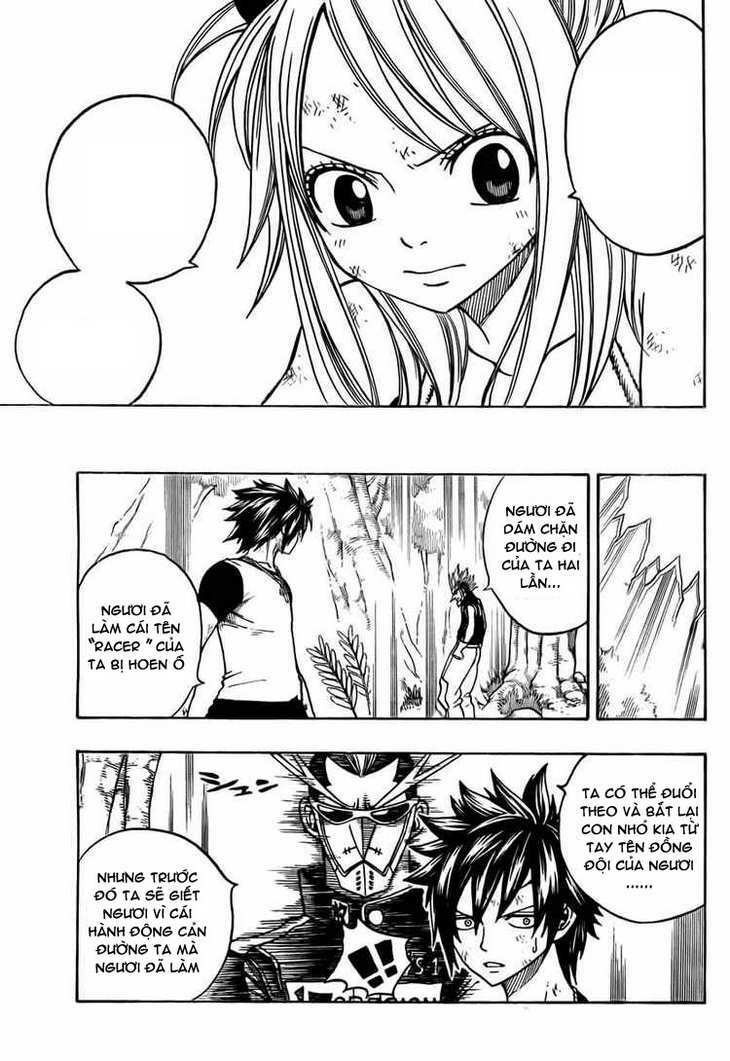 NGƯƠI ĐÃ
DÁM CHẶN
ĐƯỜNG ĐI
CỦA TA HAI
LẦN...
NGƯƠI ĐÃ
LÀM CÁI TÊN
"RACER" CỦA
TA BỊ HOEN Ố
TA CÓ THỂ ĐUỔI
THEO VÀ BẮT LẠI
CON NHỎ KIA TỪ
TAY TÊN ĐỒNG
ĐỘI CỦA NGƯƠI
......
ニュン
NHƯNG TRƯỚC
ĐÓ TA SẼ GIẾT
NGƯƠI VÌ CÁI
HÀNH ĐỘNG CẢN
ĐƯỜNG TA MÀ
NGƯƠI ĐÃ LÀM
!!